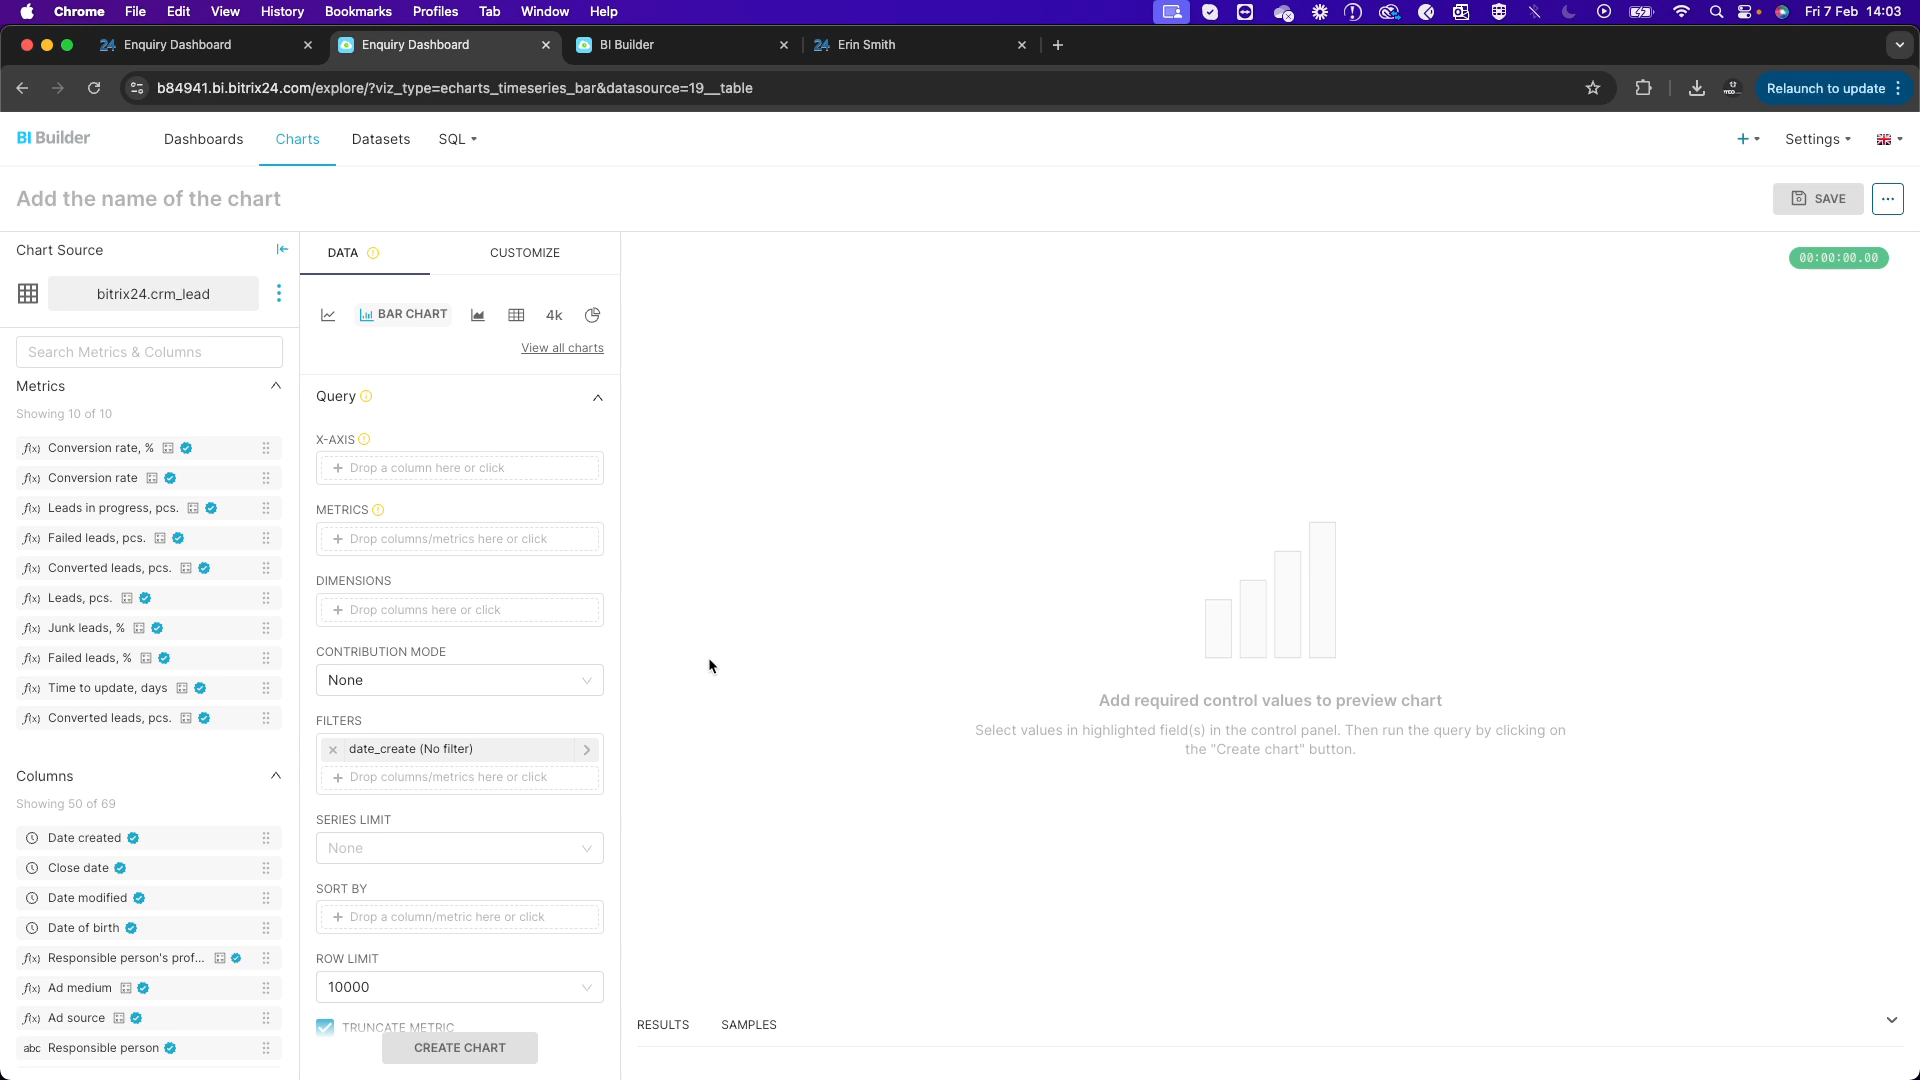 Chrome File Edit View History Bookmarks Profiles Tab Window Help Fri 7 Feb 14:03
24 Enquiry Dashboard Enquiry Dashboard BI Builder 24 Erin Smith
b84941.bi.bitrix24.com/explore/?viz_type=echarts_timeseries_bar&datasource=19__table Relaunch to update
BI Builder Dashboards Charts Datasets SQL Settings
Add the name of the chart SAVE
Chart Source
bitrix24.crm_lead
Search Metrics & Columns
Metrics
Showing 10 of 10
f(x) Conversion rate, %
f(x) Conversion rate
f(x) Leads in progress, pcs.
f(x) Failed leads, pcs.
f(x) Converted leads, pcs.
f(x) Leads, pcs.
f(x) Junk leads, %
f(x) Failed leads, %
f(x) Time to update, days
f(x) Converted leads, pcs.
Columns
Showing 50 of 69
Date created
Close date
Date modified
Date of birth
f(x) Responsible person's prof...
f(x) Ad medium
f(x) Ad source
abc Responsible person
DATA CUSTOMIZE
BAR CHART 4k
View all charts
Query
X-AXIS
+ Drop a column here or click
METRICS
+ Drop columns/metrics here or click
DIMENSIONS
+ Drop columns here or click
CONTRIBUTION MODE
None
FILTERS
date_create (No filter)
+ Drop columns/metrics here or click
SERIES LIMIT
None
SORT BY
+ Drop a column/metric here or click
ROW LIMIT
10000
TRUNCATE METRIC
CREATE CHART
00:00:00.00
Add required control values to preview chart
Select values in highlighted field(s) in the control panel. Then run the query by clicking on
the "Create chart" button.
RESULTS SAMPLES